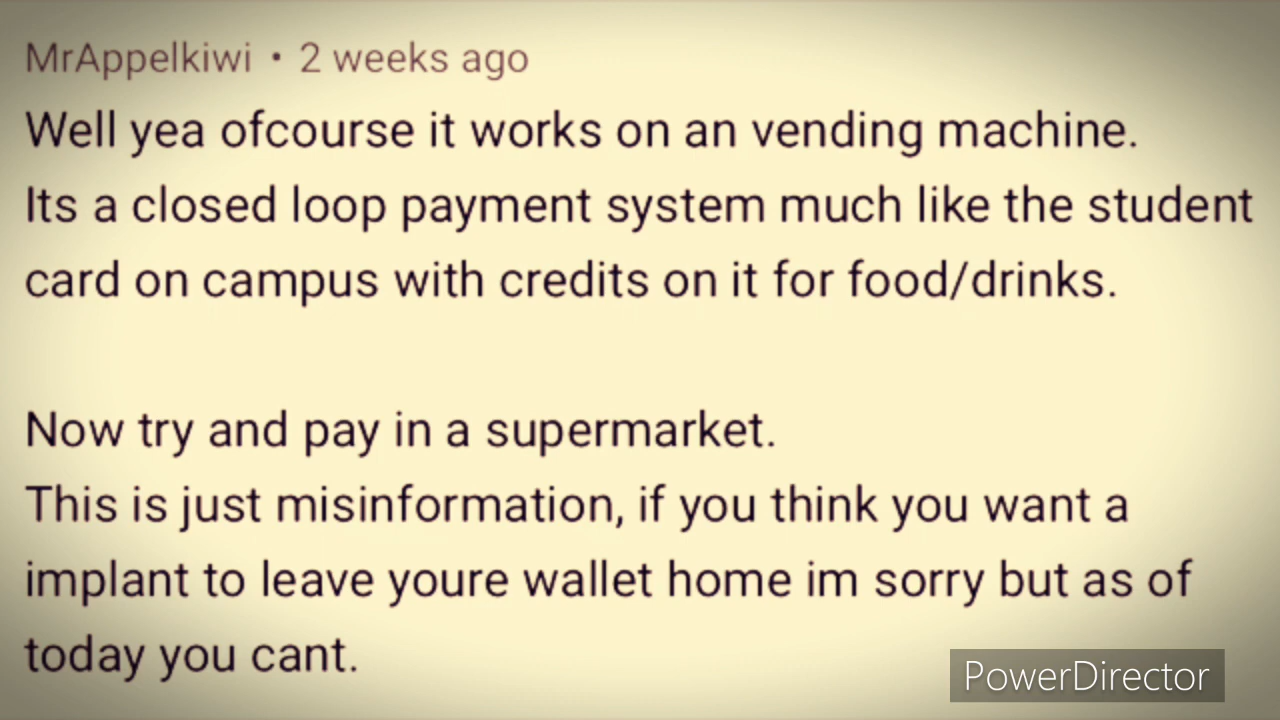 MrAppelkiwi • 2 weeks ago
Well yea ofcourse it works on an vending machine.
Its a closed loop payment system much like the student
card on campus with credits on it for food/drinks.
Now try and pay in a supermarket.
This is just misinformation, if you think you want a
implant to leave youre wallet home im sorry but as of
today you cant.
PowerDirector